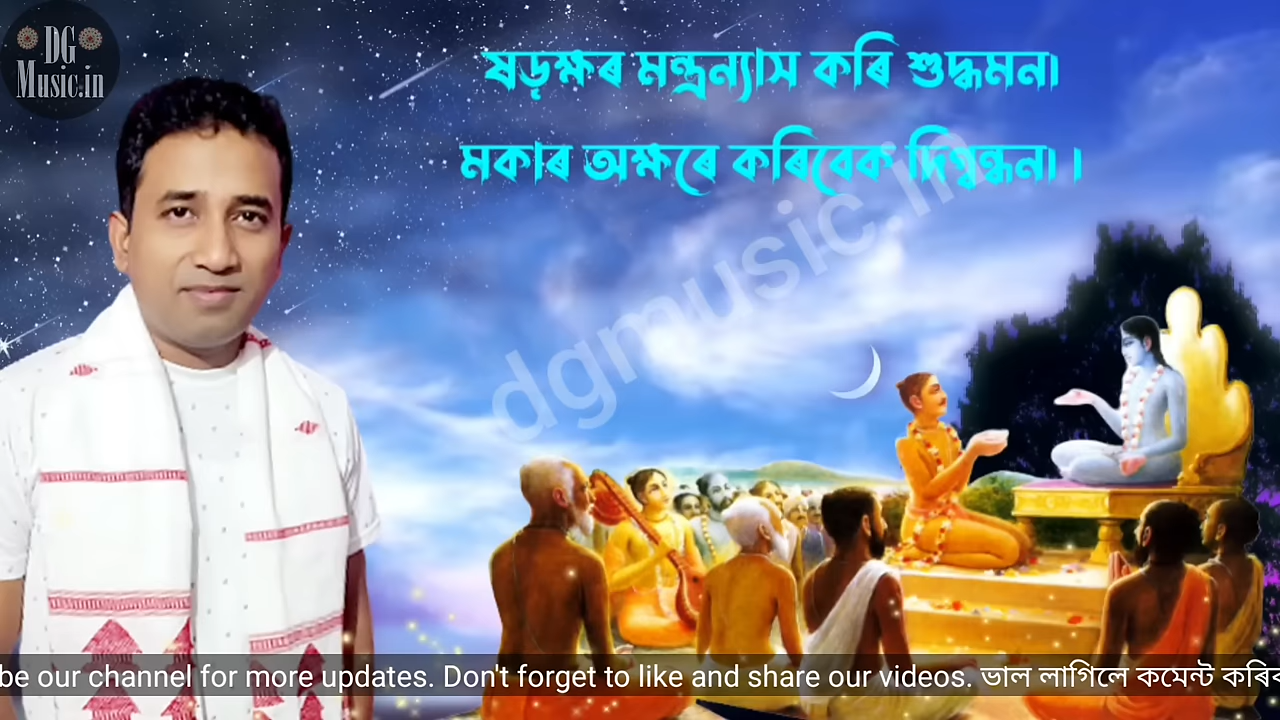 DG
Music.in
ষড়ক্ষৰ মন্ত্ৰন্যাস কৰি শুদ্ধমন৷
মকাৰ অক্ষৰে কৰিবেক দিগ্বন্ধন৷ ।
dgmusic.in
be our channel for more updates. Don't forget to like and share our videos. ভাল লাগিলে কমেন্ট কৰিব